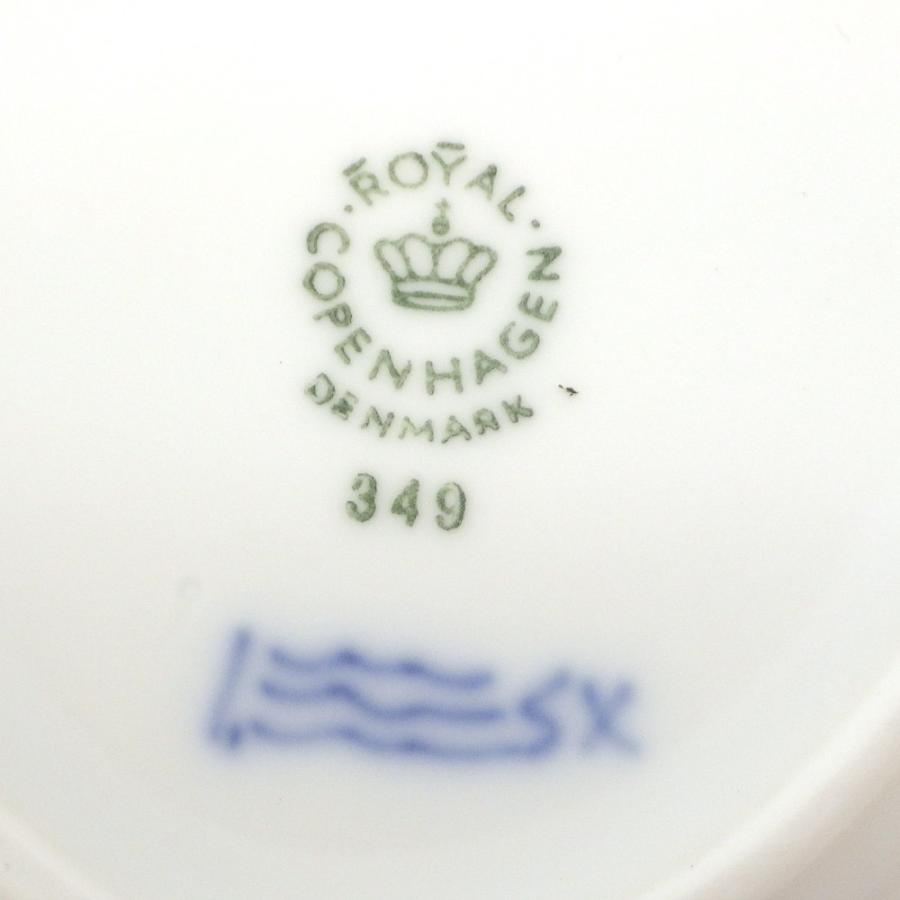 ROYAL
COPENHAGEN
DENMARK
349
SX